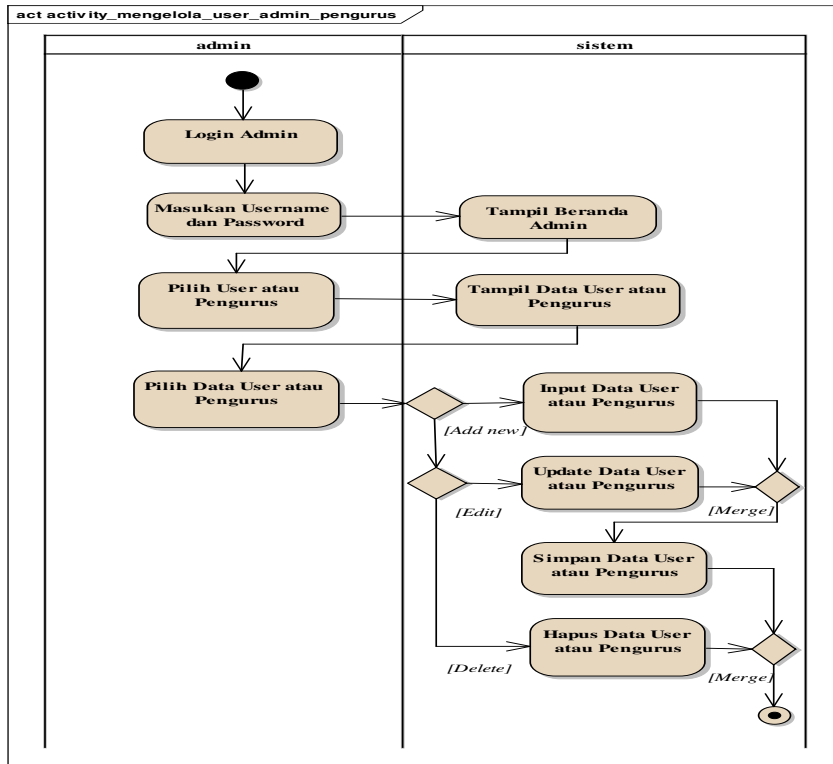 act activity_mengelola_user_admin_pengurus
admin
sistem
Login Admin
Masukan Username
dan Password
Tampil Beranda
Admin
Pilih User atau
Pengurus
Tampil Data User atau
Pengurus
Pilih Data User atau
Pengurus
Input Data User
atau Pengurus
[Add new]
Update Data User
atau Pengurus
[Edit]
[Merge]
Simpan Data User
atau Pengurus
Hapus Data User
atau Pengurus
[Delete]
[Merge]